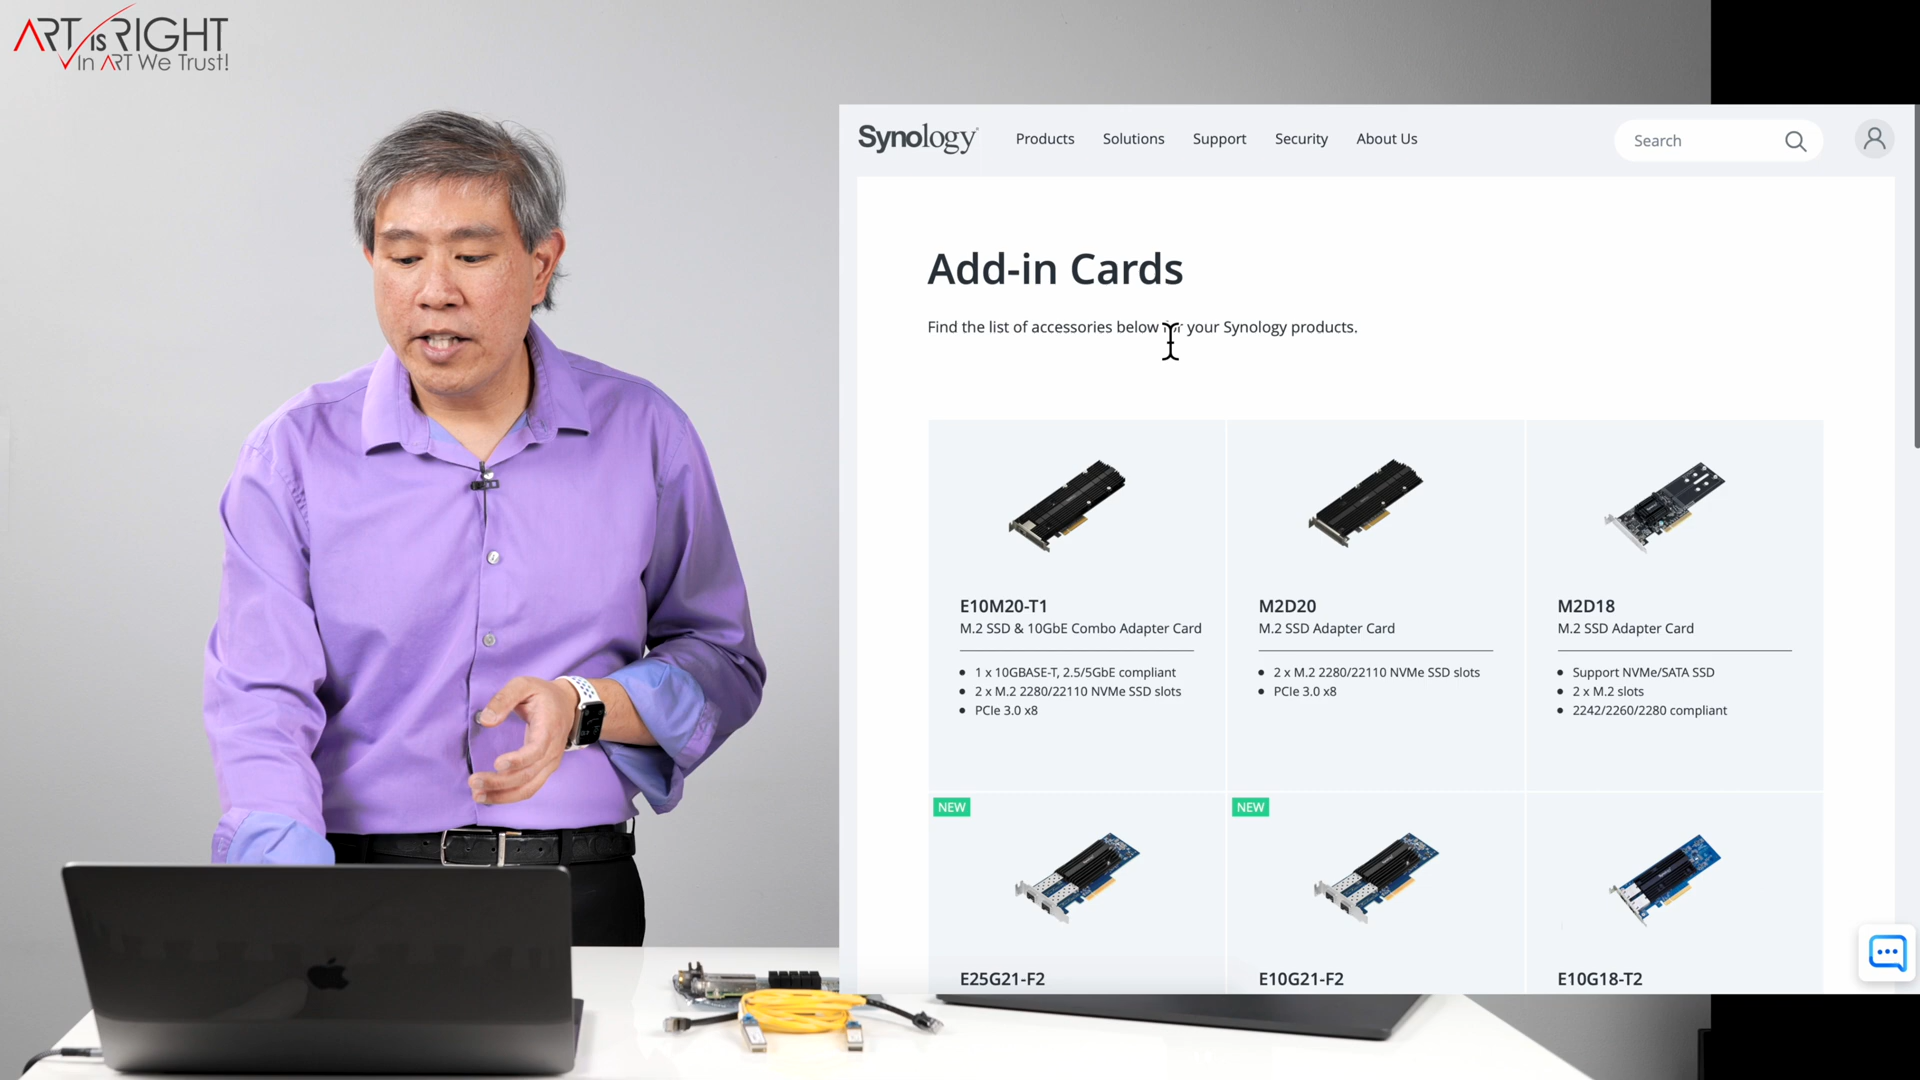 ART is RIGHT
In ART We Trust!
Synology
Products
Solutions
Support
Security
About Us
Search
Add-in Cards
Find the list of accessories below for your Synology products.
E10M20-T1
M.2 SSD & 10GbE Combo Adapter Card
• 1 x 10GBASE-T, 2.5/5GbE compliant
• 2 x M.2 2280/22110 NVMe SSD slots
• PCIe 3.0 x8
M2D20
M.2 SSD Adapter Card
• 2 x M.2 2280/22110 NVMe SSD slots
• PCIe 3.0 x8
M2D18
M.2 SSD Adapter Card
• Support NVMe/SATA SSD
• 2 x M.2 slots
• 2242/2260/2280 compliant
NEW
E25G21-F2
NEW
E10G21-F2
E10G18-T2